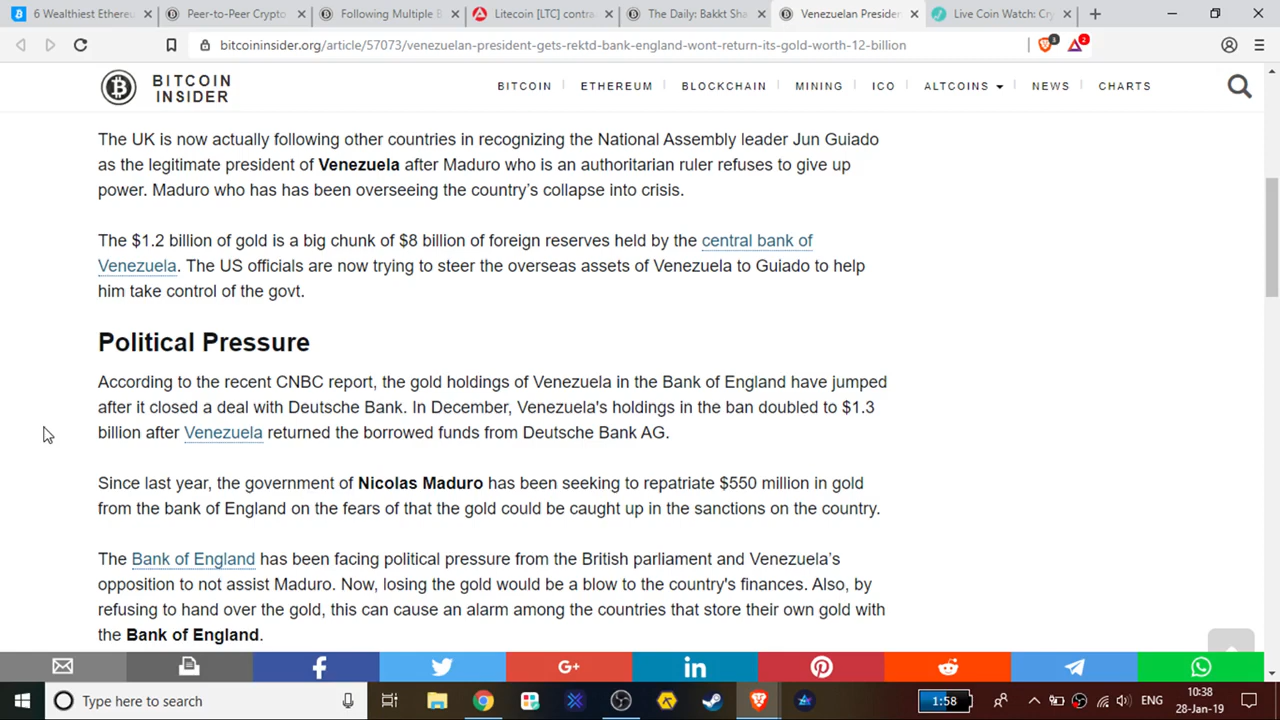 6 Wealthiest Ethereu
Peer-to-Peer Crypto
Following Multiple B
Litecoin [LTC] contra
The Daily: Bakkt Sha
Venezuelan Presiden
Live Coin Watch: Cry
bitcoininsider.org/article/57073/venezuelan-president-gets-rektd-bank-england-wont-return-its-gold-worth-12-billion
3
2
BITCOIN
INSIDER
BITCOIN
ETHEREUM
BLOCKCHAIN
MINING
ICO
ALTCOINS
NEWS
CHARTS
The UK is now actually following other countries in recognizing the National Assembly leader Jun Guiado
as the legitimate president of Venezuela after Maduro who is an authoritarian ruler refuses to give up
power. Maduro who has has been overseeing the country's collapse into crisis.
The $1.2 billion of gold is a big chunk of $8 billion of foreign reserves held by the central bank of
Venezuela. The US officials are now trying to steer the overseas assets of Venezuela to Guiado to help
him take control of the govt.
Political Pressure
According to the recent CNBC report, the gold holdings of Venezuela in the Bank of England have jumped
after it closed a deal with Deutsche Bank. In December, Venezuela's holdings in the ban doubled to $1.3
billion after Venezuela returned the borrowed funds from Deutsche Bank AG.
Since last year, the government of Nicolas Maduro has been seeking to repatriate $550 million in gold
from the bank of England on the fears of that the gold could be caught up in the sanctions on the country.
The Bank of England has been facing political pressure from the British parliament and Venezuela's
opposition to not assist Maduro. Now, losing the gold would be a blow to the country's finances. Also, by
refusing to hand over the gold, this can cause an alarm among the countries that store their own gold with
the Bank of England.
G+
in
Type here to search
1:58
ENG
10:38
28-Jan-19